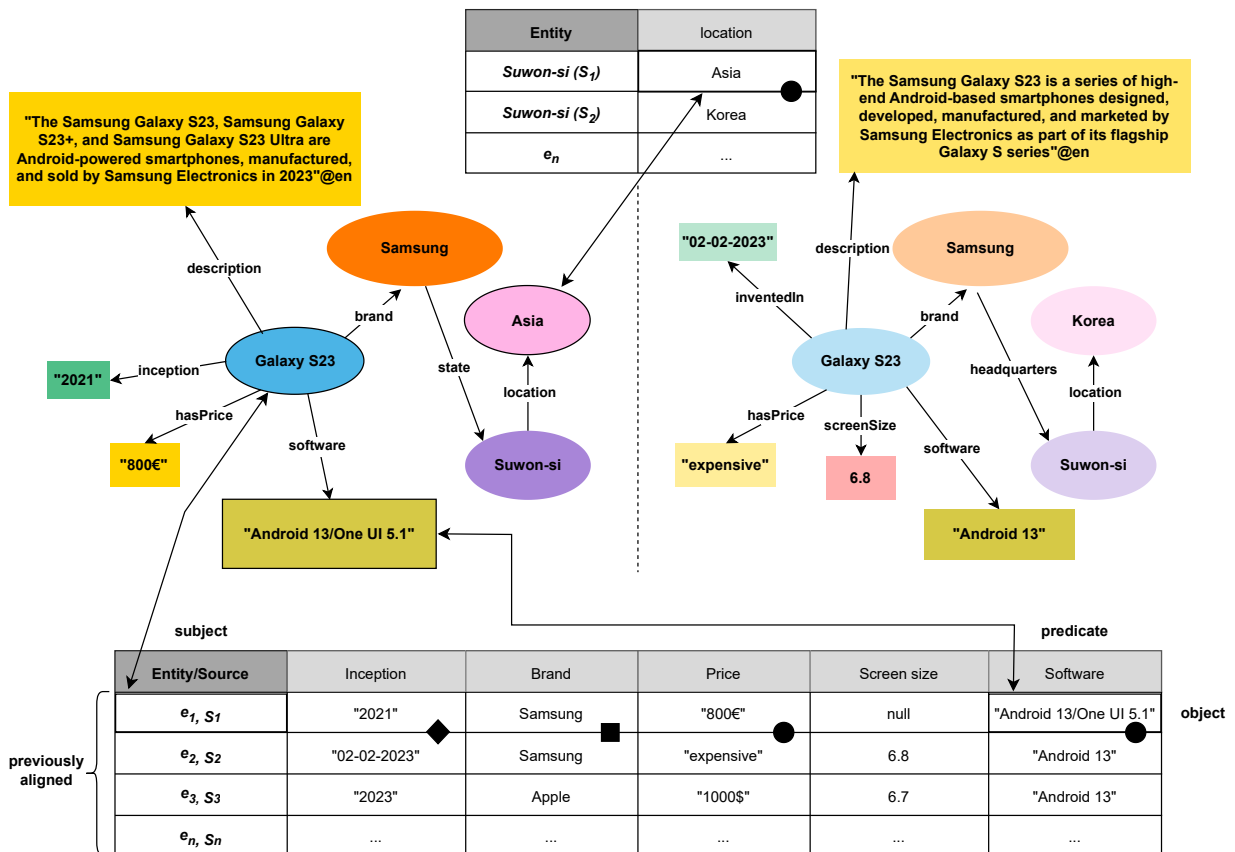 Entity location
Suwon-si (S1) Asia
Suwon-si (S2) Korea
en ...
"The Samsung Galaxy S23, Samsung Galaxy
S23+, and Samsung Galaxy S23 Ultra are
Android-powered smartphones, manufactured,
and sold by Samsung Electronics in 2023"@en
description
Samsung
brand
Asia
Galaxy S23
inception
"2021"
state
location
hasPrice
"800€"
software
Suwon-si
"Android 13/One UI 5.1"
"The Samsung Galaxy S23 is a series of high-
end Android-based smartphones designed,
developed, manufactured, and marketed by
Samsung Electronics as part of its flagship
Galaxy S series"@en
"02-02-2023"
description
Samsung
inventedIn
brand
Korea
Galaxy S23
headquarters
location
hasPrice
screenSize
software
"expensive"
6.8
Suwon-si
"Android 13"
subject
predicate
Entity/Source Inception Brand Price Screen size Software
e1, S1 "2021" Samsung "800€" null "Android 13/One UI 5.1"
object
e2, S2 "02-02-2023" Samsung "expensive" 6.8 "Android 13"
previously
aligned
e3, S3 "2023" Apple "1000$" 6.7 "Android 13"
en, Sn ... ... ... ... ...